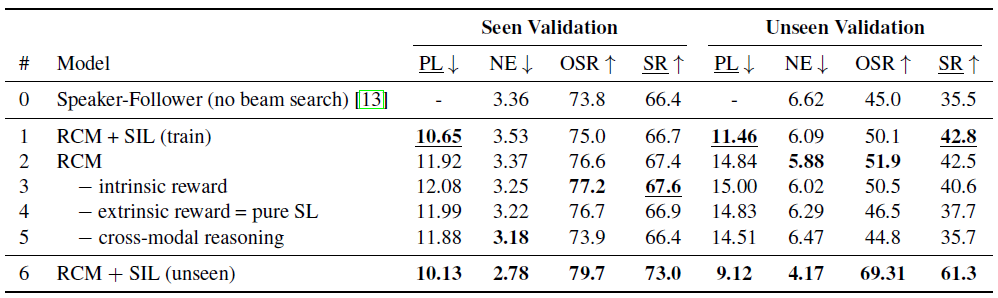 Seen Validation Unseen Validation
# Model PL ↓ NE ↓ OSR ↑ SR ↑ PL ↓ NE ↓ OSR ↑ SR ↑
0 Speaker-Follower (no beam search) [13] - 3.36 73.8 66.4 - 6.62 45.0 35.5
1 RCM + SIL (train) 10.65 3.53 75.0 66.7 11.46 6.09 50.1 42.8
2 RCM 11.92 3.37 76.6 67.4 14.84 5.88 51.9 42.5
3 − intrinsic reward 12.08 3.25 77.2 67.6 15.00 6.02 50.5 40.6
4 − extrinsic reward = pure SL 11.99 3.22 76.7 66.9 14.83 6.29 46.5 37.7
5 − cross-modal reasoning 11.88 3.18 73.9 66.4 14.51 6.47 44.8 35.7
6 RCM + SIL (unseen) 10.13 2.78 79.7 73.0 9.12 4.17 69.31 61.3